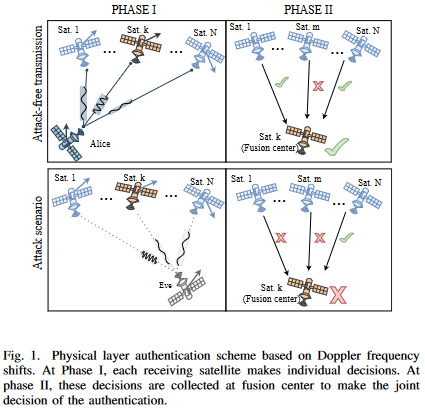 PHASE I
PHASE II
Attack-free transmission
Sat. 1
Sat. k
Sat. N
...
...
Alice
Sat. 1
Sat. m
Sat. N
...
...
Sat. k
(Fusion center)
Attack scenario
Sat. 1
Sat. k
Sat. N
...
...
Eve
Sat. 1
Sat. m
Sat. N
...
...
Sat. k
(Fusion center)
Fig. 1. Physical layer authentication scheme based on Doppler frequency
shifts. At Phase I, each receiving satellite makes individual decisions. At
phase II, these decisions are collected at fusion center to make the joint
decision of the authentication.